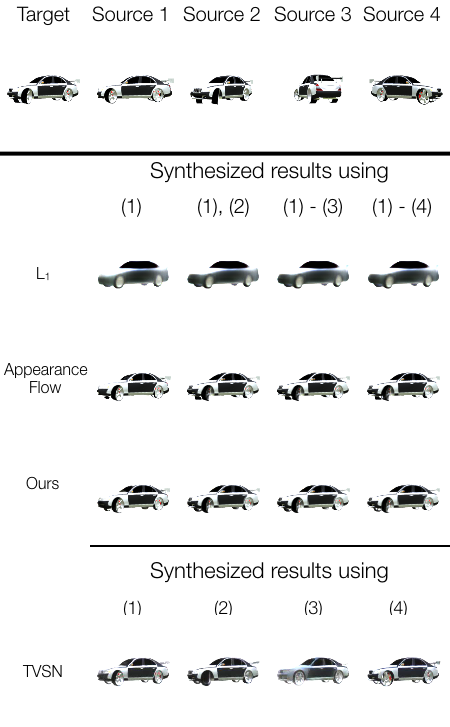 Target Source 1 Source 2 Source 3 Source 4
Synthesized results using
(1) (1), (2) (1) - (3) (1) - (4)
L₁
Appearance
Flow
Ours
Synthesized results using
(1) (2) (3) (4)
TVSN